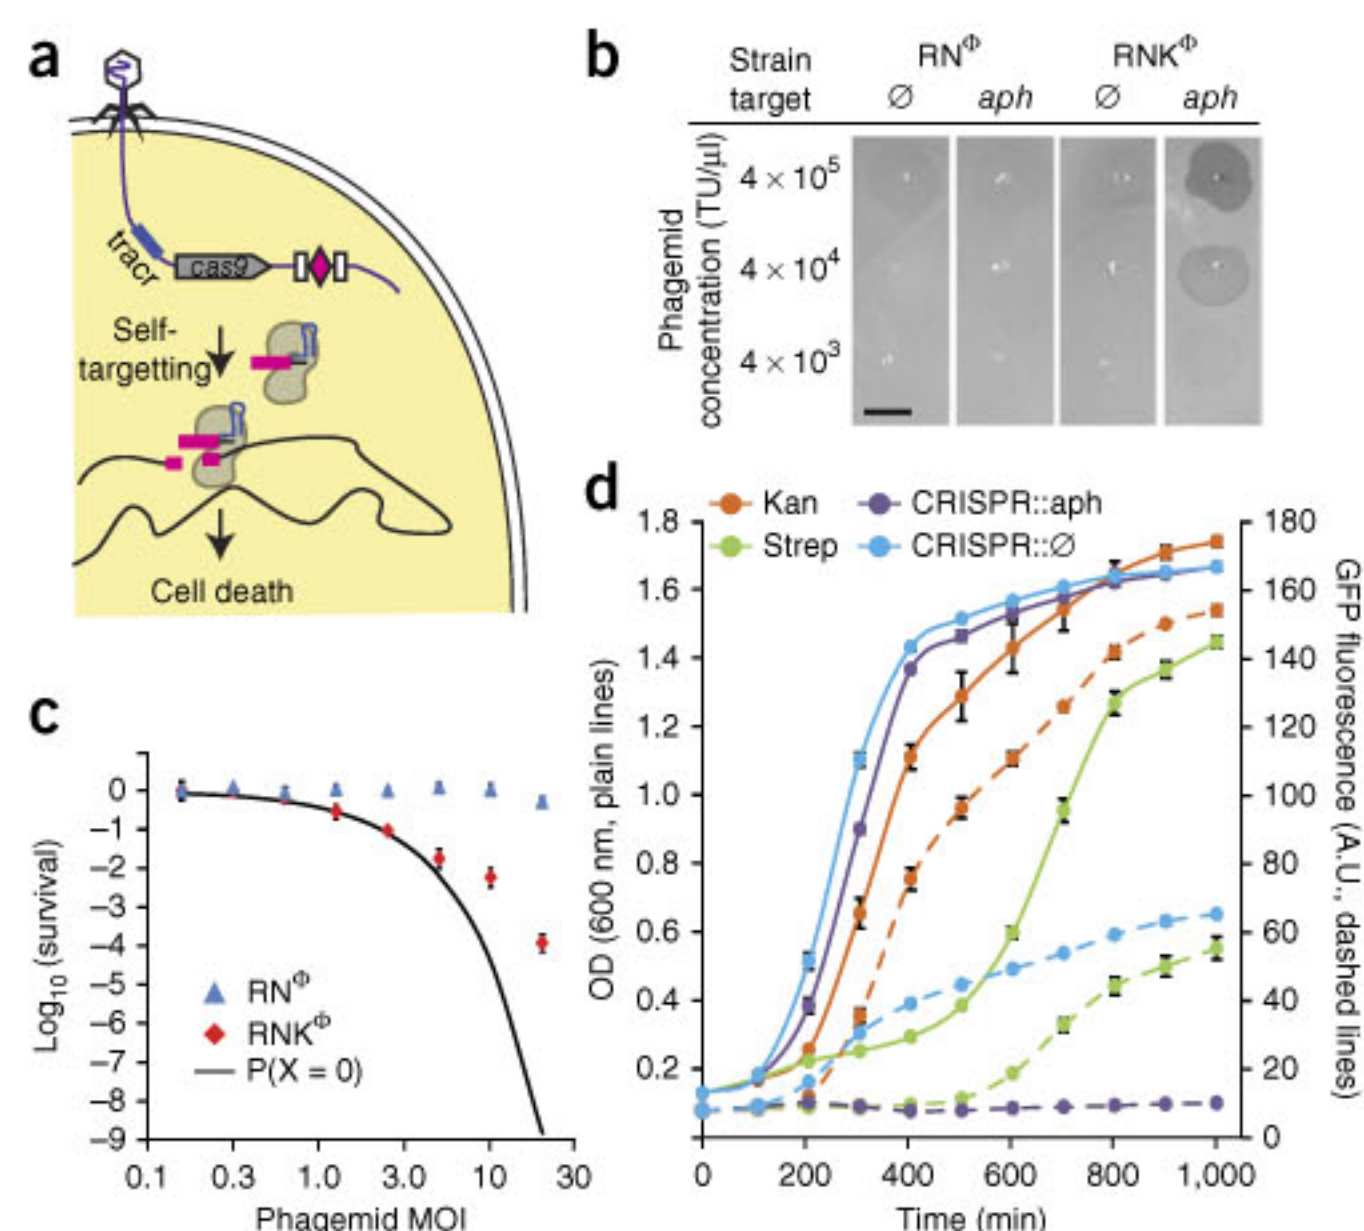 a
tracr
cas9
Self-
targetting
Cell death
b
Strain RN^Φ RNK^Φ
target ∅ aph ∅ aph
Phagemid
concentration (TU/μl)
4 × 10^5
4 × 10^4
4 × 10^3
c
Log10 (survival)
0
–1
–2
–3
–4
–5
–6
–7
–8
–9
RN^Φ
RNK^Φ
P(X = 0)
0.1 0.3 1.0 3.0 10 30
Phagemid MOI
d
Kan CRISPR::aph
Strep CRISPR::∅
OD (600 nm, plain lines)
1.8
1.6
1.4
1.2
1.0
0.8
0.6
0.4
0.2
180
160
140
120
100
80
60
40
20
0
GFP fluorescence (A.U., dashed lines)
0 200 400 600 800 1,000
Time (min)